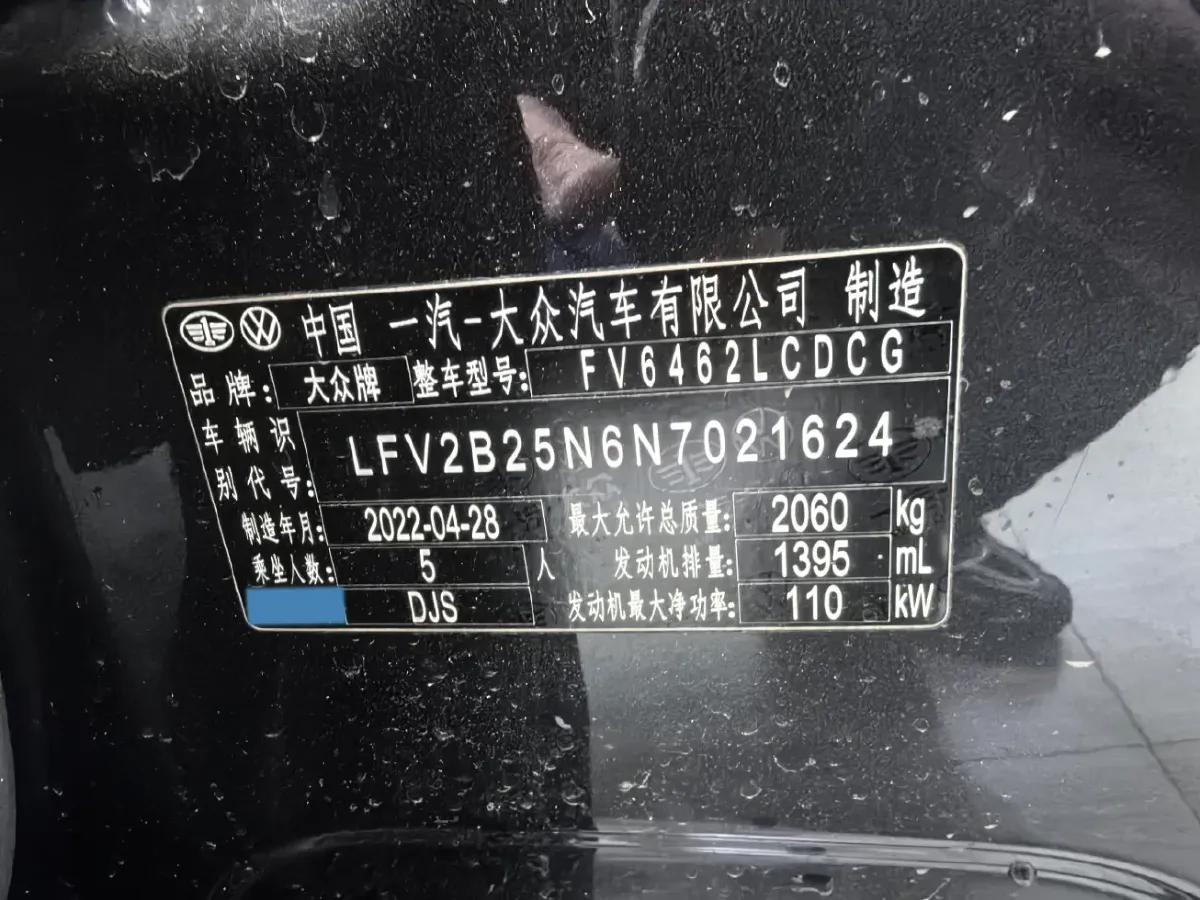 中国 一汽-大众汽车有限公司 制造
品牌: 大众牌 整车型号: FV6462LCDCG
车辆识别代号: LFV2B25N6N7021624
制造年月: 2022-04-28 最大允许总质量: 2060 kg
乘坐人数: 5 人 发动机排量: 1395 mL
DJS 发动机最大净功率: 110 kW